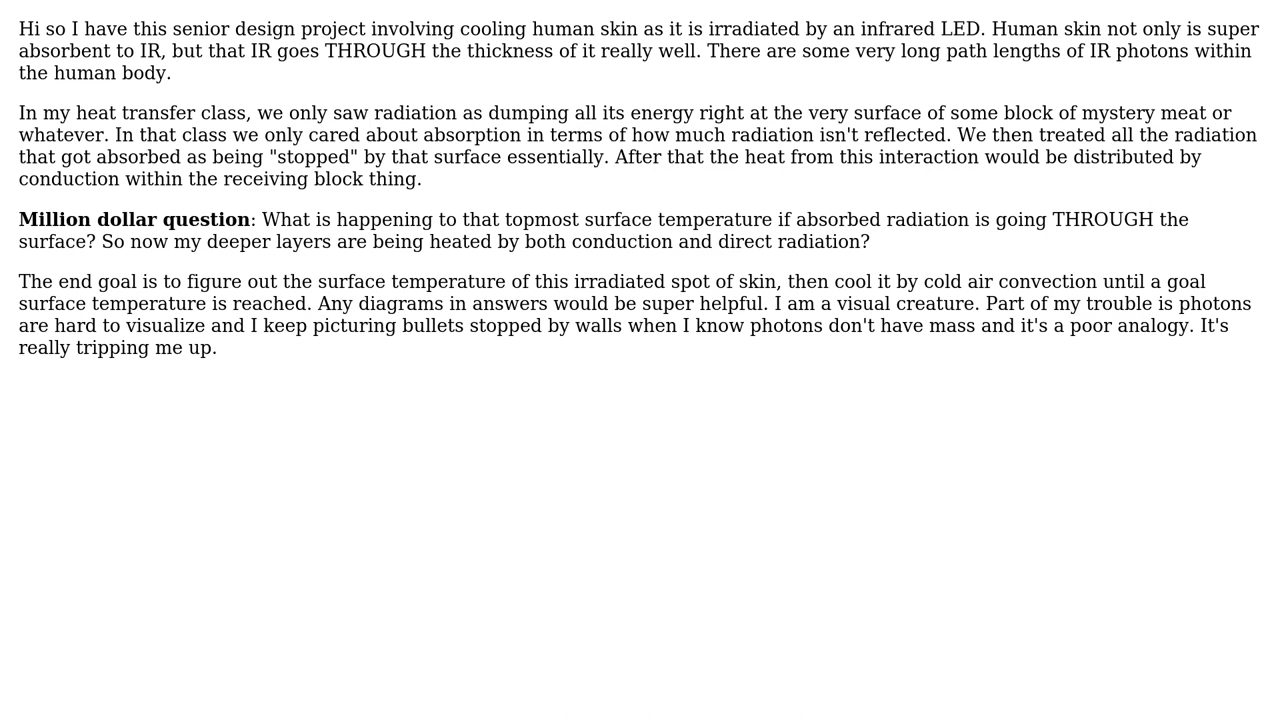 Hi so I have this senior design project involving cooling human skin as it is irradiated by an infrared LED. Human skin not only is super
absorbent to IR, but that IR goes THROUGH the thickness of it really well. There are some very long path lengths of IR photons within
the human body.
In my heat transfer class, we only saw radiation as dumping all its energy right at the very surface of some block of mystery meat or
whatever. In that class we only cared about absorption in terms of how much radiation isn't reflected. We then treated all the radiation
that got absorbed as being "stopped" by that surface essentially. After that the heat from this interaction would be distributed by
conduction within the receiving block thing.
Million dollar question: What is happening to that topmost surface temperature if absorbed radiation is going THROUGH the
surface? So now my deeper layers are being heated by both conduction and direct radiation?
The end goal is to figure out the surface temperature of this irradiated spot of skin, then cool it by cold air convection until a goal
surface temperature is reached. Any diagrams in answers would be super helpful. I am a visual creature. Part of my trouble is photons
are hard to visualize and I keep picturing bullets stopped by walls when I know photons don't have mass and it's a poor analogy. It's
really tripping me up.